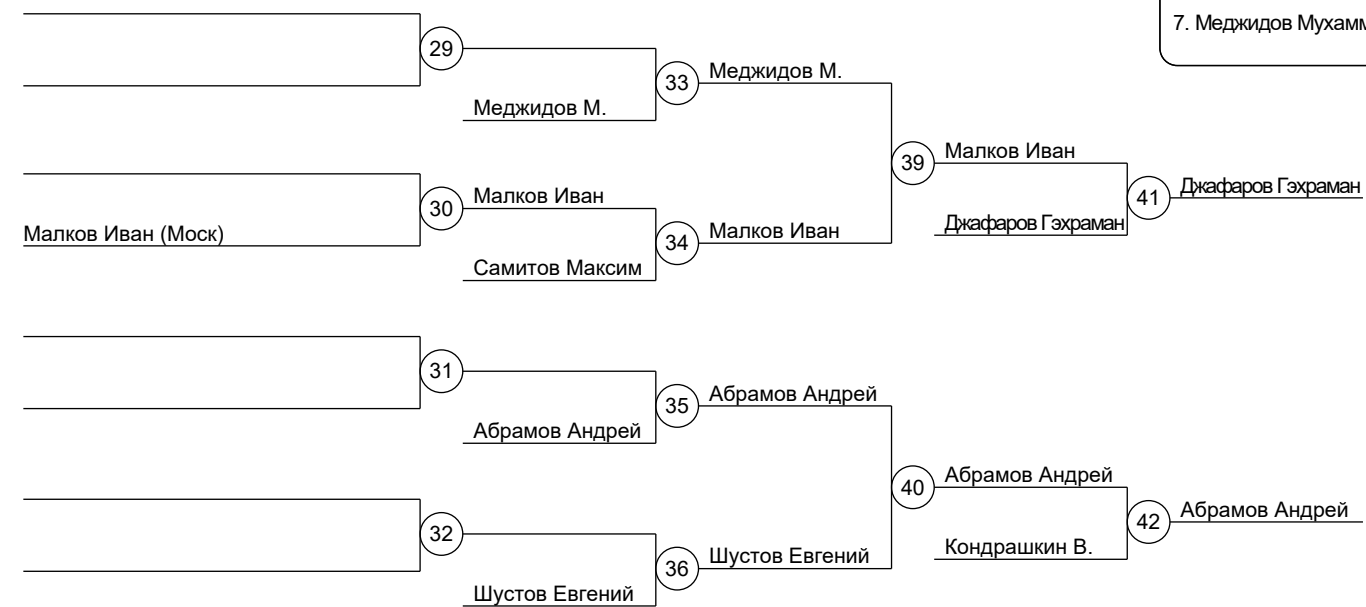 7. Меджидов Мухамм
29
33
Меджидов М.
Меджидов М.
39
Малков Иван
41
Джафаров Гэхраман
30
Малков Иван
34
Малков Иван
Джафаров Гэхраман
Малков Иван (Моск)
Самитов Максим
31
35
Абрамов Андрей
Абрамов Андрей
40
Абрамов Андрей
42
Абрамов Андрей
32
36
Шустов Евгений
Кондрашкин В.
Шустов Евгений